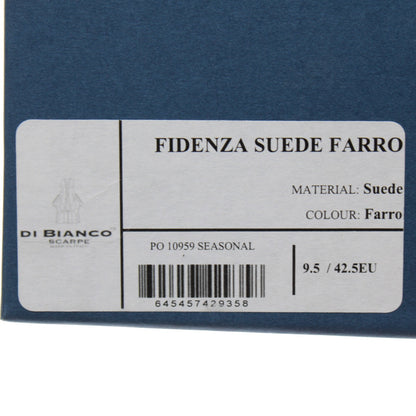 FIDENZA SUEDE FARRO
MATERIAL: Suede
COLOUR: Farro
DI BIANCO®
SCARPE
PO 10959 SEASONAL
645457429358
9.5 / 42.5EU